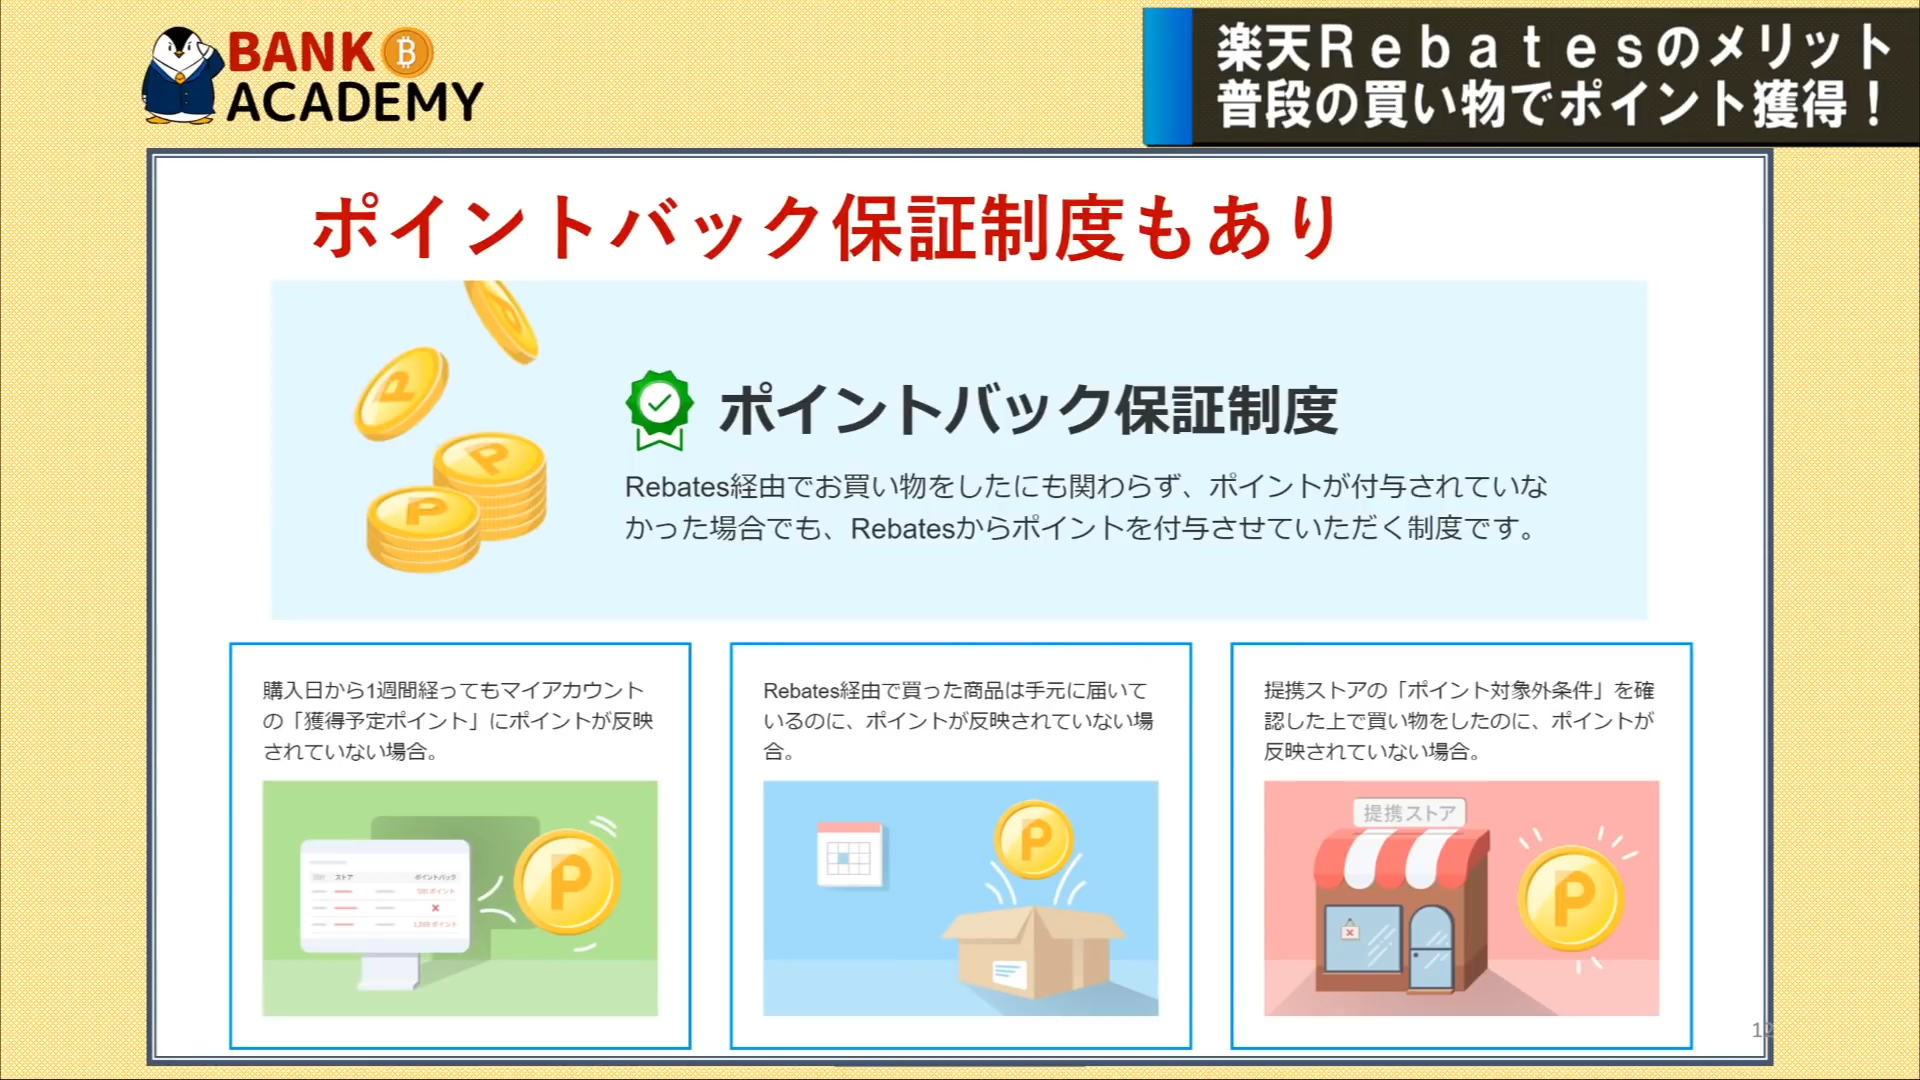 BANK
ACADEMY
楽天Rebatesのメリット
普段の買い物でポイント獲得！
ポイントバック保証制度もあり
ポイントバック保証制度
Rebates経由でお買い物をしたにも関わらず、ポイントが付与されていな
かった場合でも、Rebatesからポイントを付与させていただく制度です。
購入日から1週間経ってもマイアカウント
の「獲得予定ポイント」にポイントが反映
されていない場合。
Rebates経由で買った商品は手元に届いて
いるのに、ポイントが反映されていない場
合。
提携ストアの「ポイント対象外条件」を確
認した上で買い物をしたのに、ポイントが
反映されていない場合。
ストア ポイントバック
提携ストア